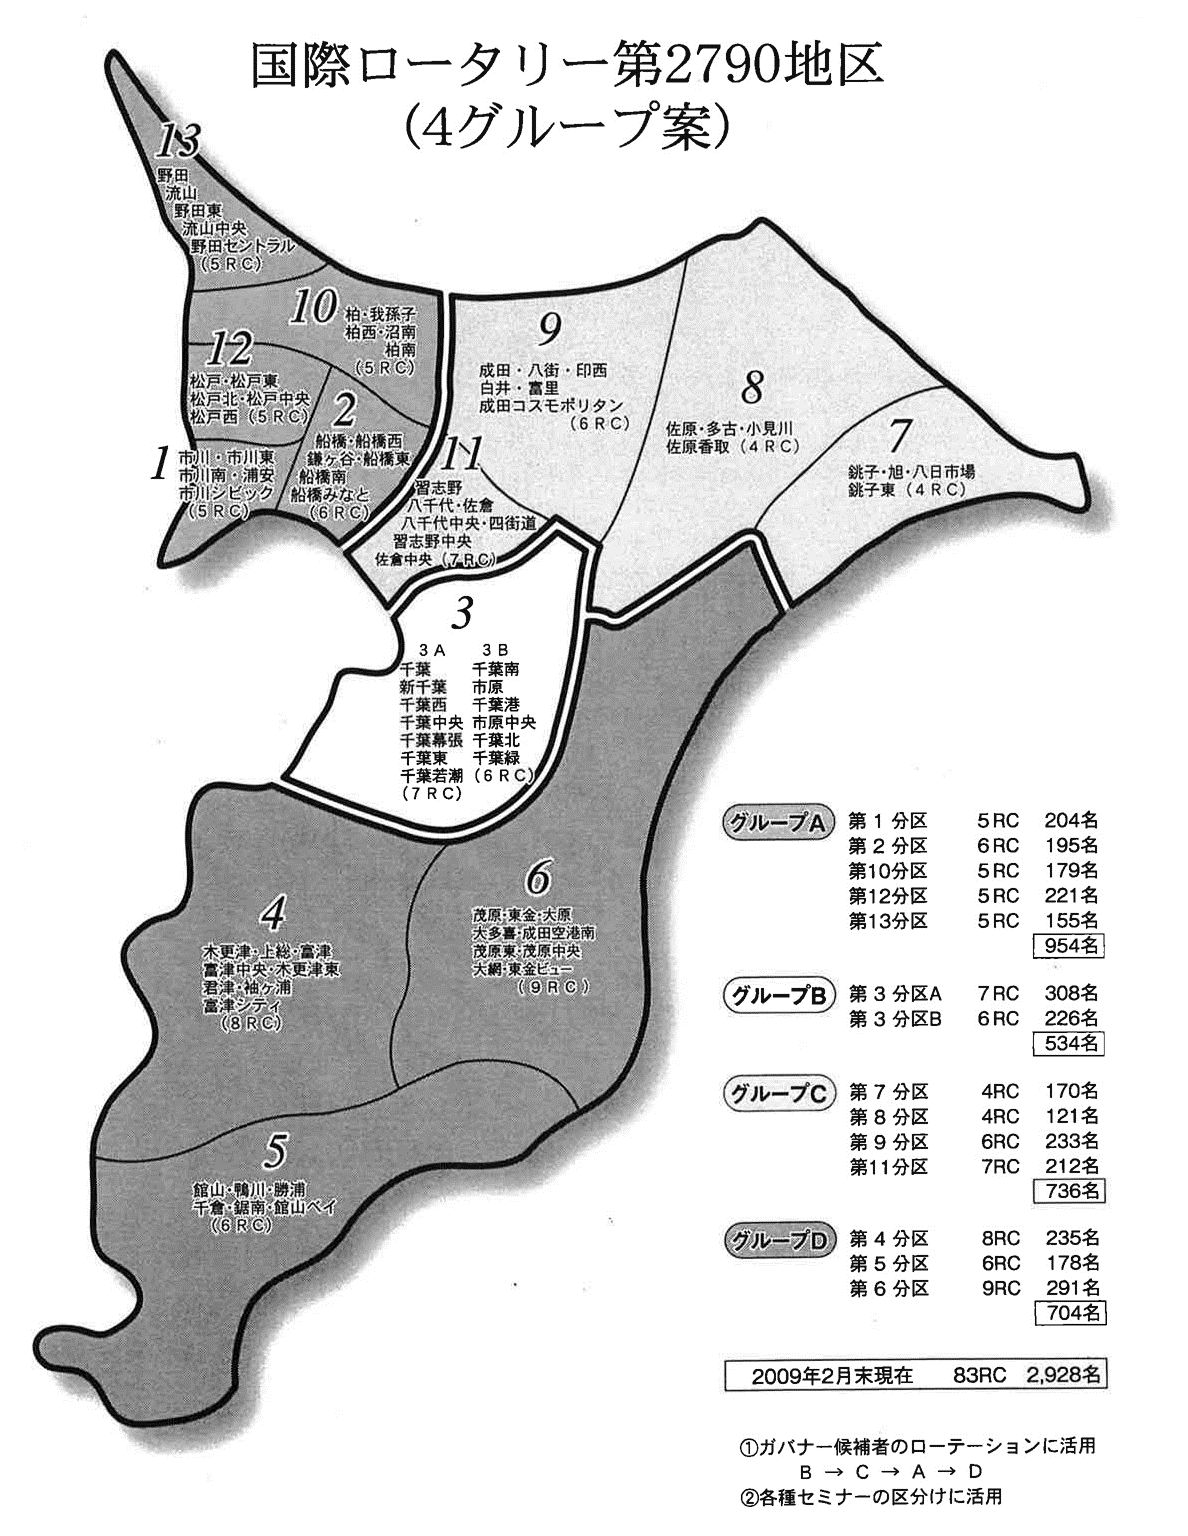 国際ロータリー第2790地区
(4グループ案)
13
野田
流山
野田東
流山中央
野田セントラル
(5RC)
10
柏・我孫子
柏西・沼南
柏南
(5RC)
12
松戸・松戸東
松戸北・松戸中央
松戸西(5RC)
2
船橋・船橋西
鎌ヶ谷・船橋東
船橋南
船橋みなと
(6RC)
1
市川・市川東
市川南・浦安
市川シビック
(5RC)
9
成田・八街・印西
白井・富里
成田コスモポリタン
(6RC)
8
佐原・多古・小見川
佐原香取(4RC)
7
銚子・旭・八日市場
銚子東(4RC)
11
習志野
八千代・佐倉
八千代中央・四街道
習志野中央
佐倉中央(7RC)
3
3A 3B
千葉 千葉南
新千葉 市原
千葉西 千葉港
千葉中央 市原中央
千葉幕張 千葉北
千葉東 千葉緑
千葉若潮(6RC)
(7RC)
4
木更津・上総・富津
富津中央・木更津東
君津・袖ヶ浦
富津シティ
(8RC)
6
茂原・東金・大原
大多喜・成田空港南
茂原東・茂原中央
大網・東金ビュー
(9RC)
5
館山・鴨川・勝浦
千倉・鋸南・館山ベイ
(6RC)
グループA 第1分区 5RC 204名
第2分区 6RC 195名
第10分区 5RC 179名
第12分区 5RC 221名
第13分区 5RC 155名
954名
グループB 第3分区A 7RC 308名
第3分区B 6RC 226名
534名
グループC 第7分区 4RC 170名
第8分区 4RC 121名
第9分区 6RC 233名
第11分区 7RC 212名
736名
グループD 第4分区 8RC 235名
第5分区 6RC 178名
第6分区 9RC 291名
704名
2009年2月末現在 83RC 2,928名
①ガバナー候補者のローテーションに活用
B → C → A → D
②各種セミナーの区分けに活用